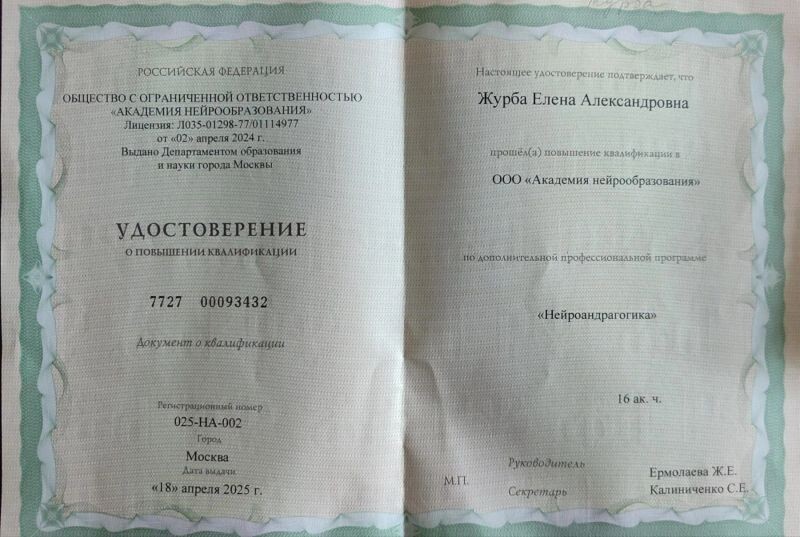 РОССИЙСКАЯ ФЕДЕРАЦИЯ
ОБЩЕСТВО С ОГРАНИЧЕННОЙ ОТВЕТСТВЕННОСТЬЮ
«АКАДЕМИЯ НЕЙРООБРАЗОВАНИЯ»
Лицензия: Л035-01298-77/01114977
от «02» апреля 2024 г.
Выдано Департаментом образования
и науки города Москвы
УДОСТОВЕРЕНИЕ
О ПОВЫШЕНИИ КВАЛИФИКАЦИИ
7727 00093432
Документ о квалификации
Регистрационный номер
025-НА-002
Город
Москва
Дата выдачи
«18» апреля 2025 г.
Настоящее удостоверение подтверждает, что
Журба Елена Александровна
прошёл(а) повышение квалификации в
ООО «Академия нейрообразования»
по дополнительной профессиональной программе
«Нейроандрагогика»
16 ак. ч.
М.П.
Руководитель
Ермолаева Ж.Е.
Секретарь
Калиниченко С.Е.